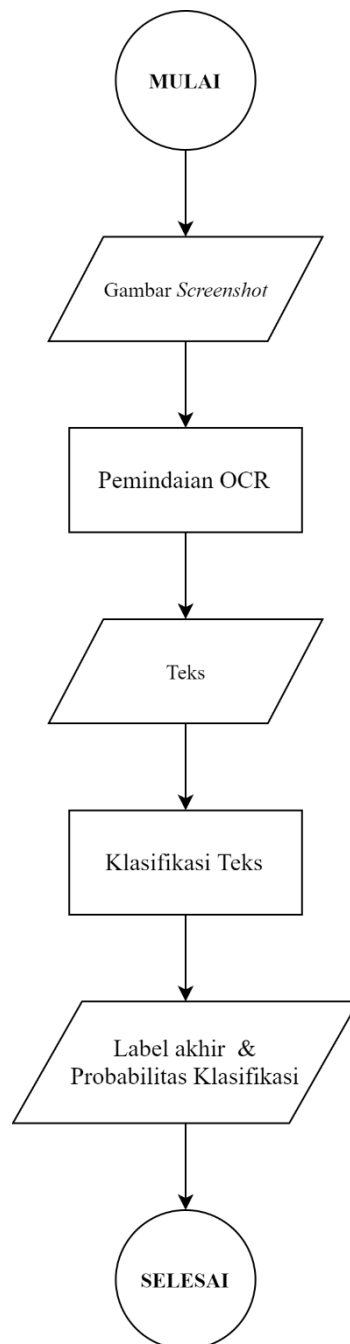 MULAI
Gambar Screenshot
Pemindaian OCR
Teks
Klasifikasi Teks
Label akhir &
Probabilitas Klasifikasi
SELESAI